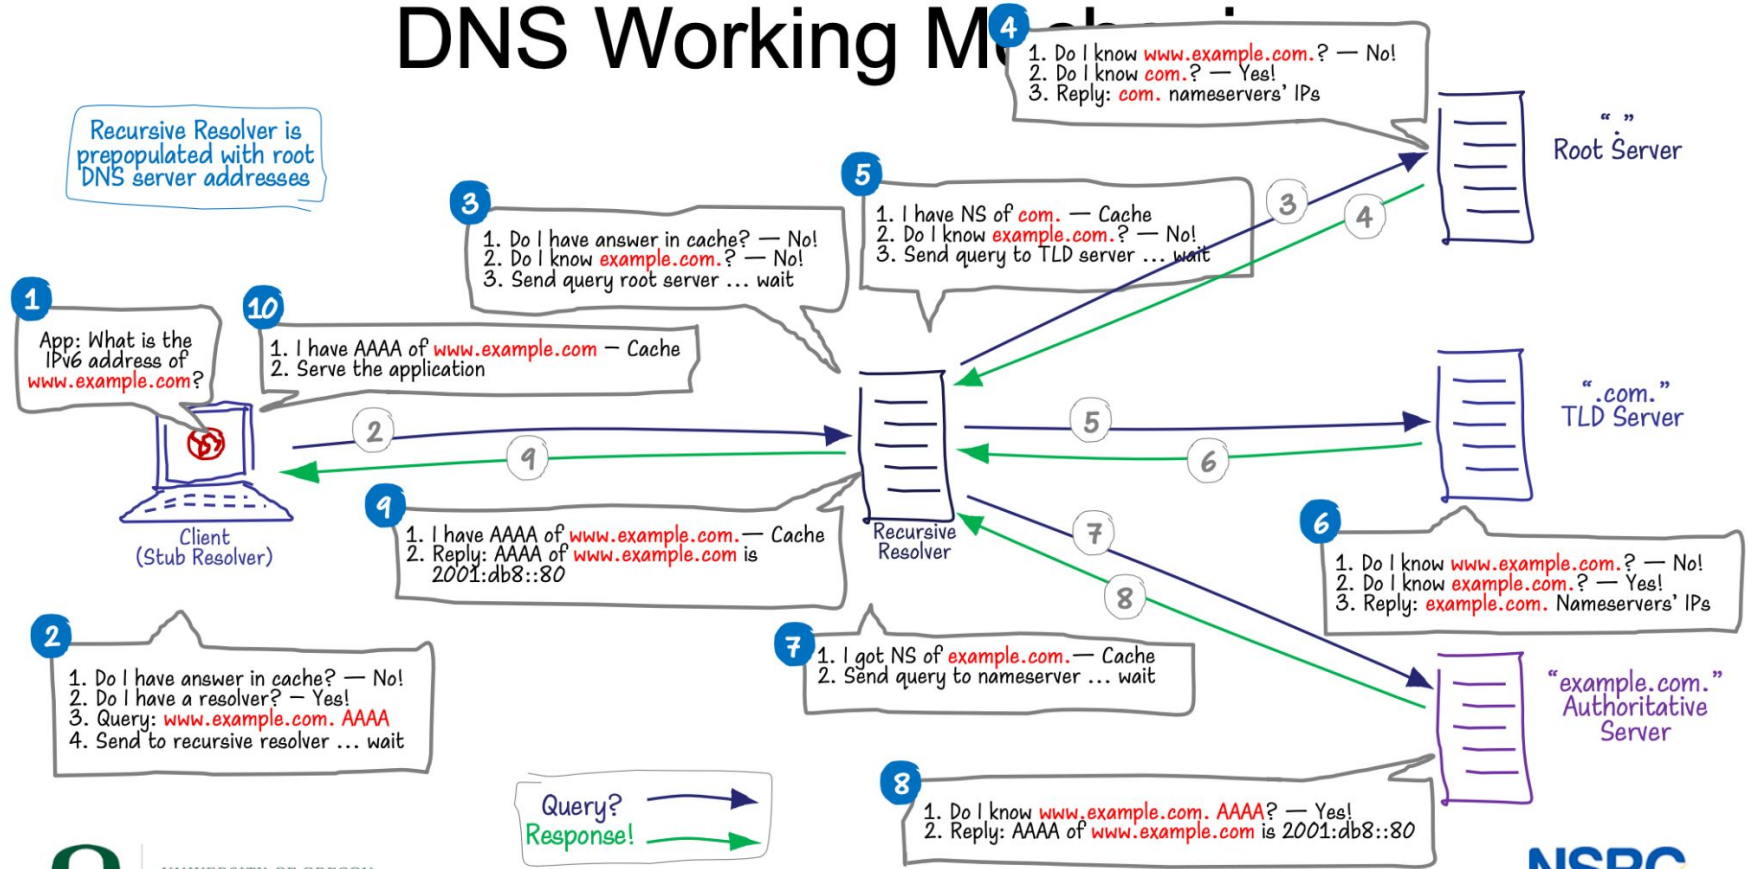 DNS Working
4
1. Do I know www.example.com.? — No!
2. Do I know com.? — Yes!
3. Reply: com. nameservers' IPs
“.”
Root Server
Recursive Resolver is
prepopulated with root
DNS server addresses
3
1. Do I have answer in cache? — No!
2. Do I know example.com.? — No!
3. Send query root server ... wait
5
1. I have NS of com. — Cache
2. Do I know example.com.? — No!
3. Send query to TLD server ... wait
3
4
1
App: What is the
IPv6 address of
www.example.com?
10
1. I have AAAA of www.example.com — Cache
2. Serve the application
2
9
5
6
“.com.”
TLD Server
Client
(Stub Resolver)
9
1. I have AAAA of www.example.com. — Cache
2. Reply: AAAA of www.example.com is
2001:db8::80
Recursive
Resolver
7
8
6
1. Do I know www.example.com.? — No!
2. Do I know example.com.? — Yes!
3. Reply: example.com. Nameservers' IPs
2
1. Do I have answer in cache? — No!
2. Do I have a resolver? — Yes!
3. Query: www.example.com. AAAA
4. Send to recursive resolver ... wait
7
1. I got NS of example.com. — Cache
2. Send query to nameserver ... wait
“example.com.”
Authoritative
Server
Query?
Response!
8
1. Do I know www.example.com. AAAA? — Yes!
2. Reply: AAAA of www.example.com is 2001:db8::80
NSRC